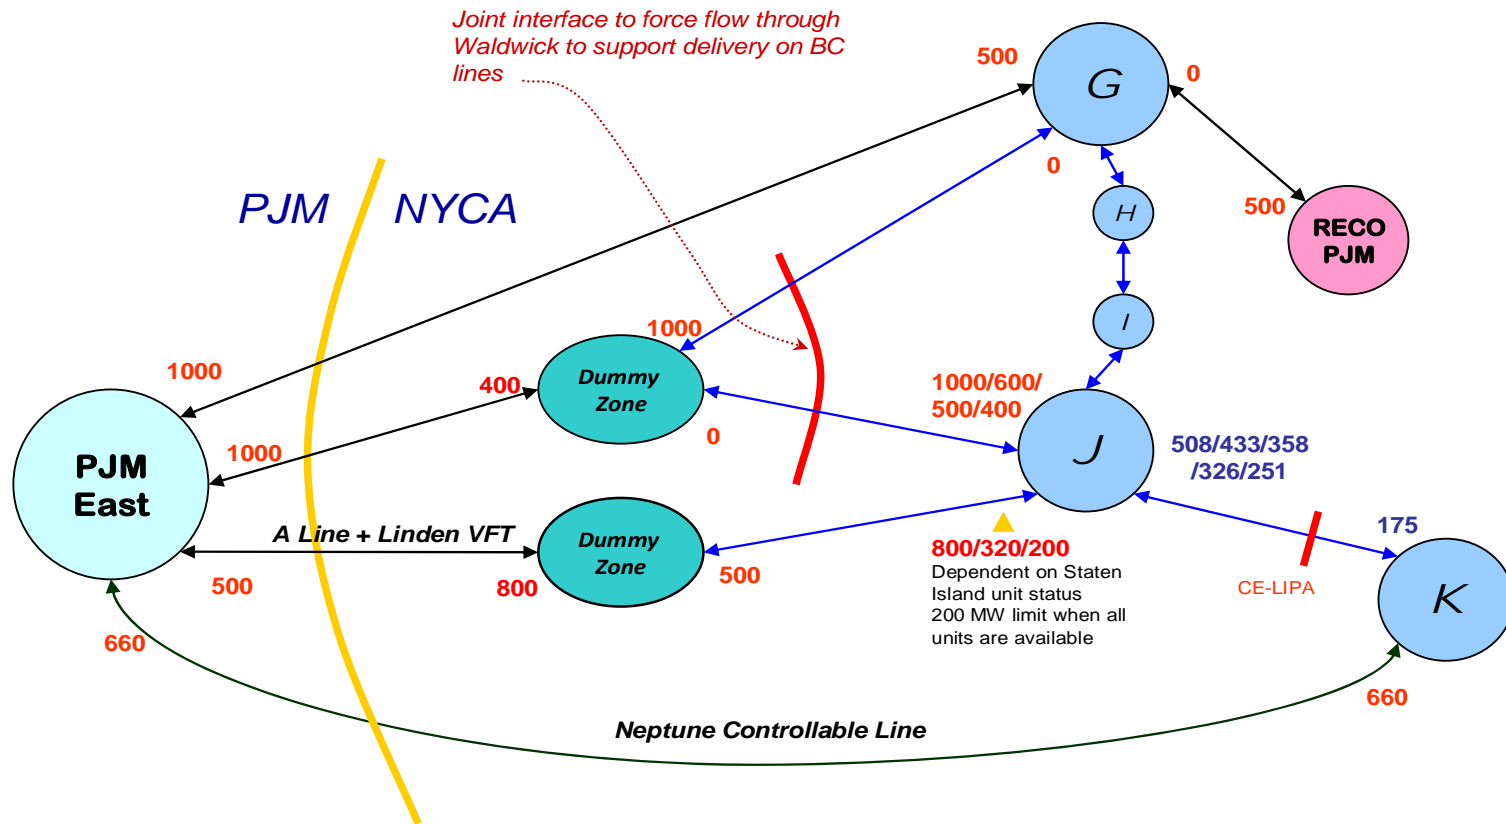 Joint interface to force flow through
Waldwick to support delivery on BC
lines
500
G
0
0
PJM
NYCA
H
500
RECO
PJM
I
1000
1000
400
Dummy
Zone
1000/600/
500/400
0
1000
PJM
East
J
508/433/358
/326/251
A Line + Linden VFT
Dummy
Zone
175
800/320/200
Dependent on Staten
Island unit status
200 MW limit when all
units are available
500
800
500
CE-LIPA
K
660
660
Neptune Controllable Line